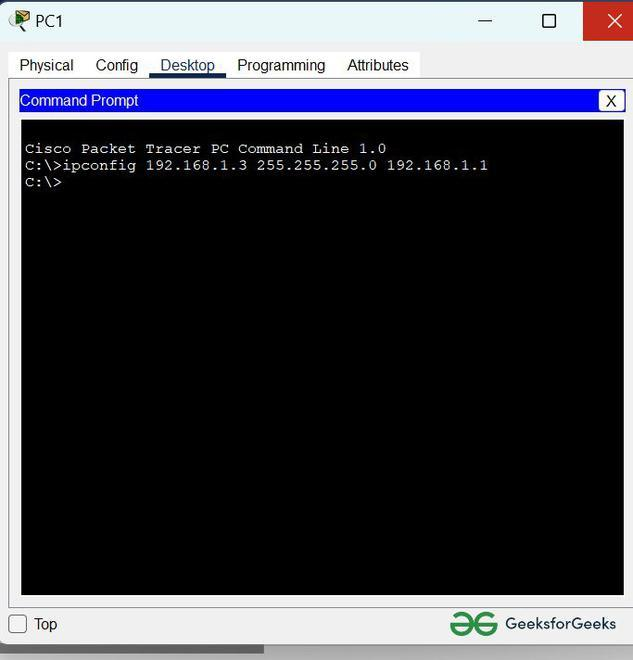 PC1
Physical Config Desktop Programming Attributes
Command Prompt X
Cisco Packet Tracer PC Command Line 1.0
C:\>ipconfig 192.168.1.3 255.255.255.0 192.168.1.1
C:\>
Top
GeeksforGeeks